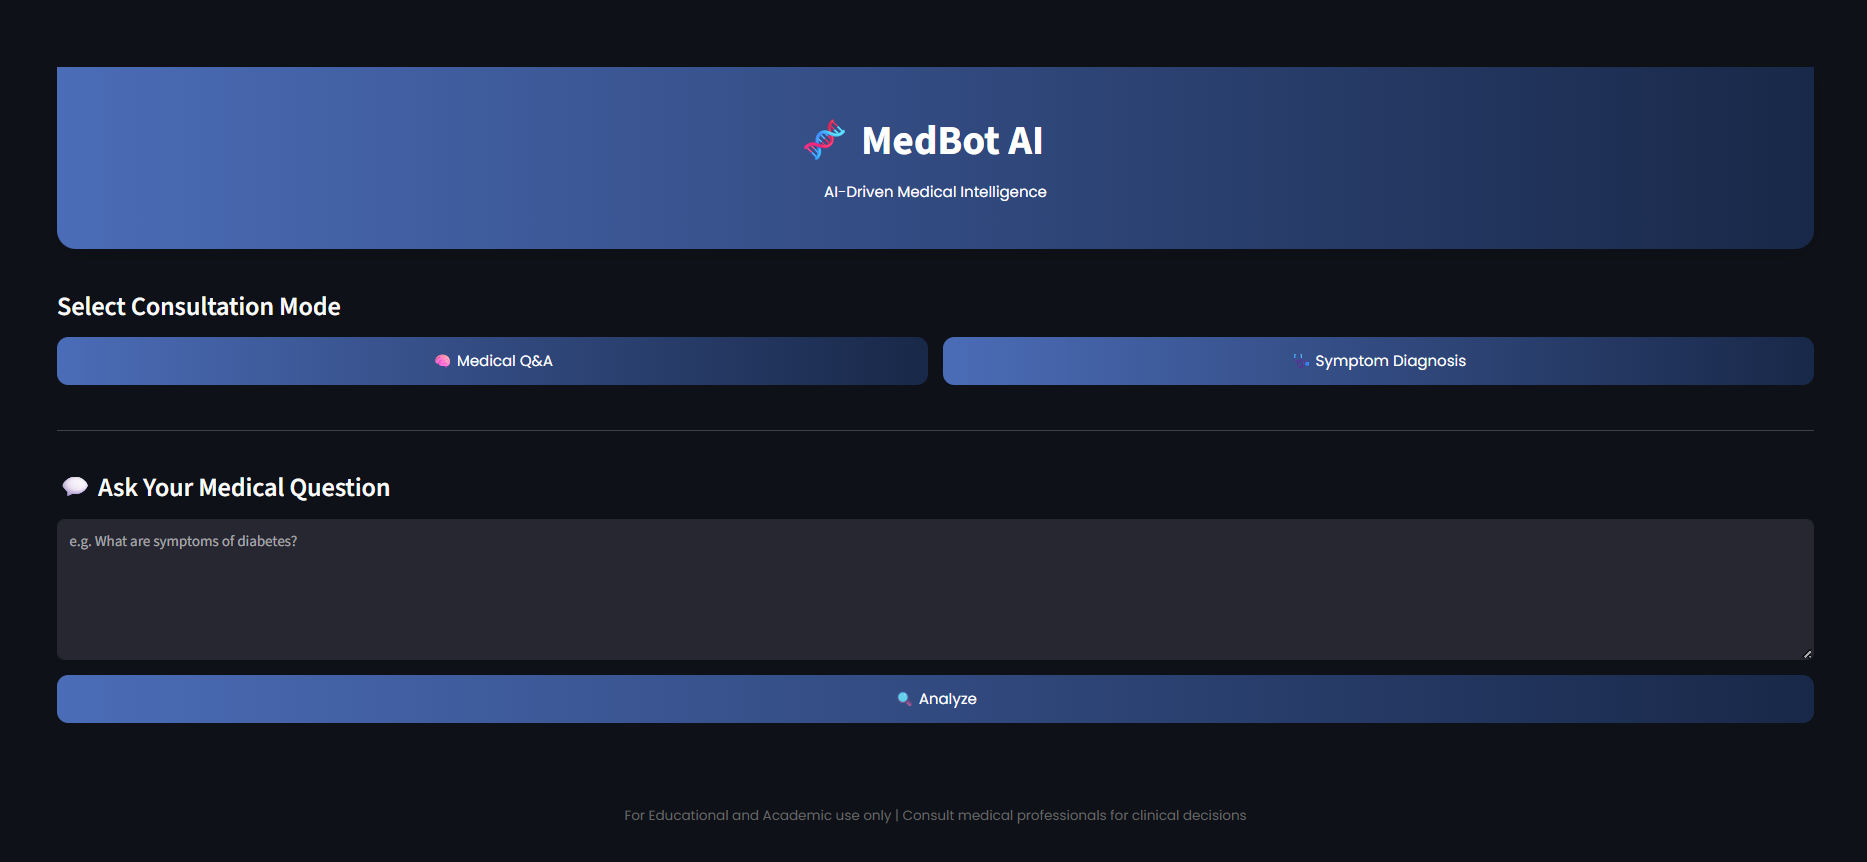 MedBot AI
AI-Driven Medical Intelligence
Select Consultation Mode
Medical Q&A
Symptom Diagnosis
Ask Your Medical Question
e.g. What are symptoms of diabetes?
Analyze
For Educational and Academic use only | Consult medical professionals for clinical decisions